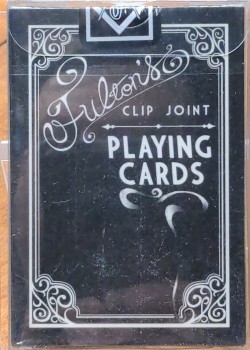 Fulton's
CLIP JOINT
PLAYING
CARDS